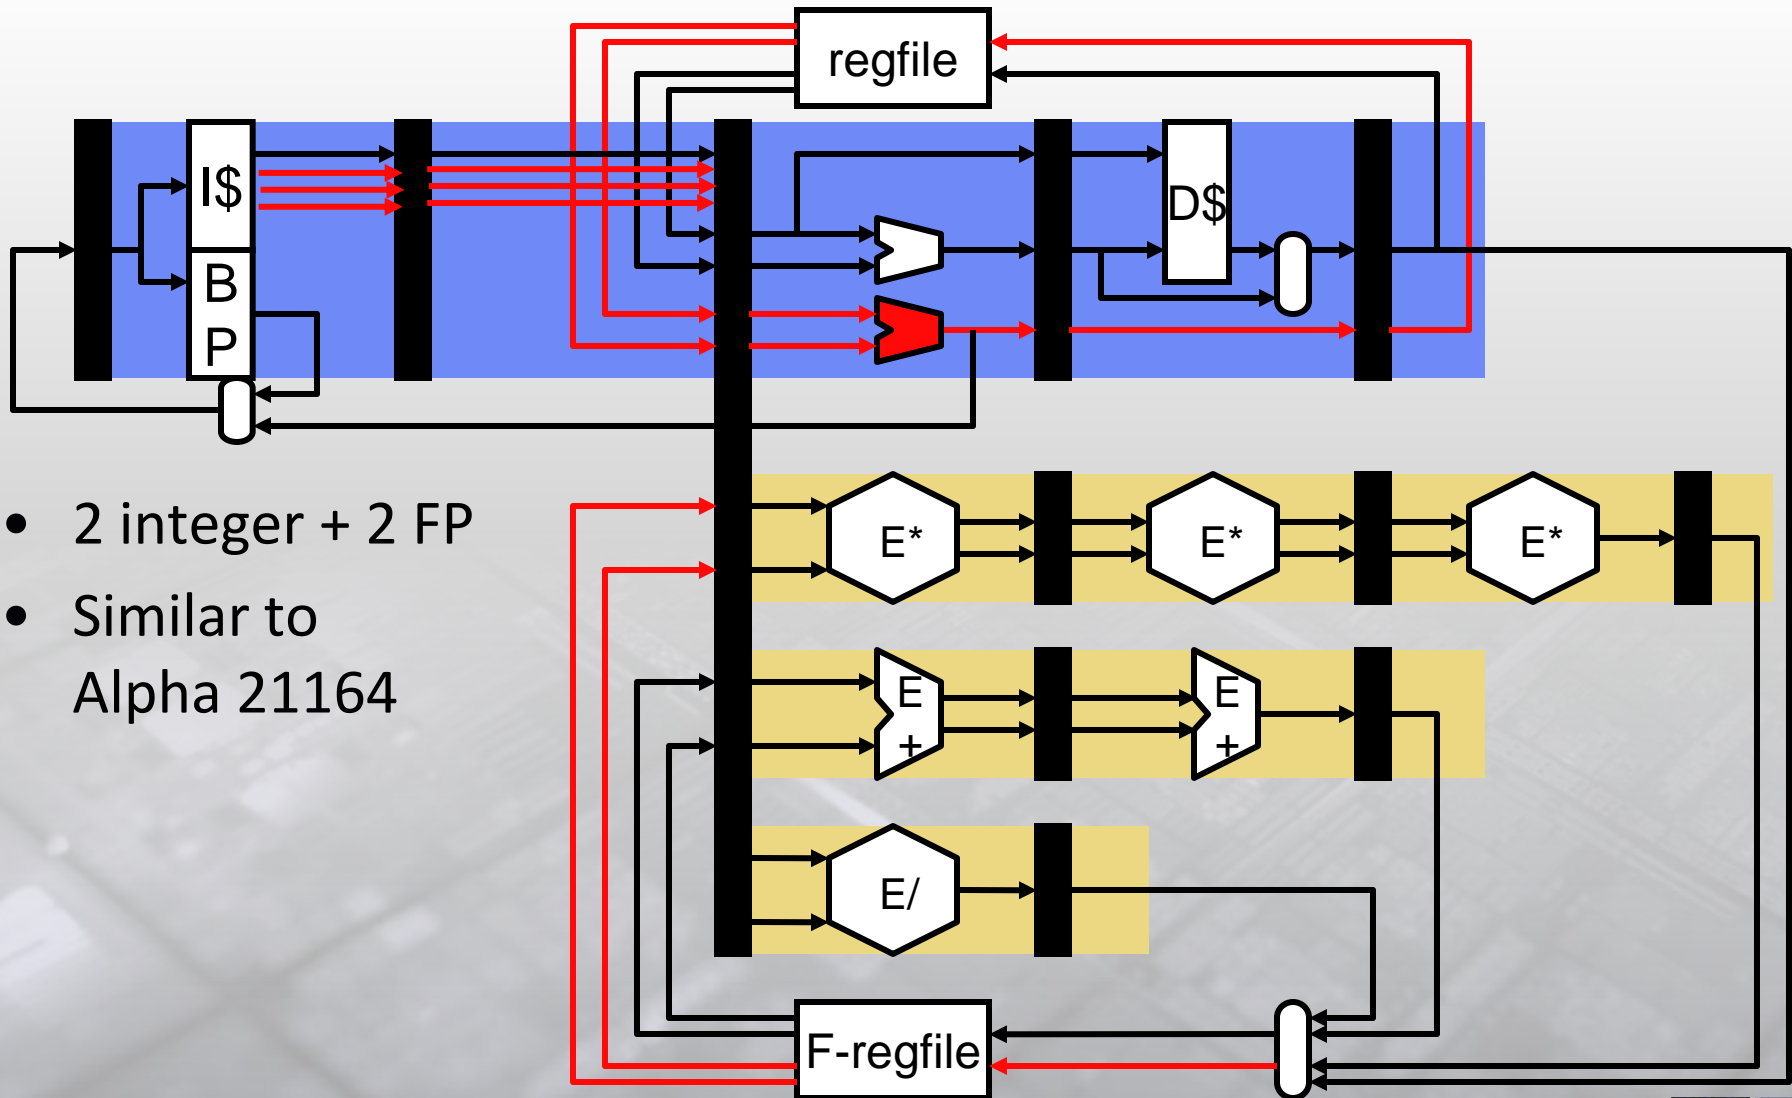 regfile
I$
D$
B
P
• 2 integer + 2 FP
E* E* E*
• Similar to
Alpha 21164
E E
+ +
E/
F-regfile